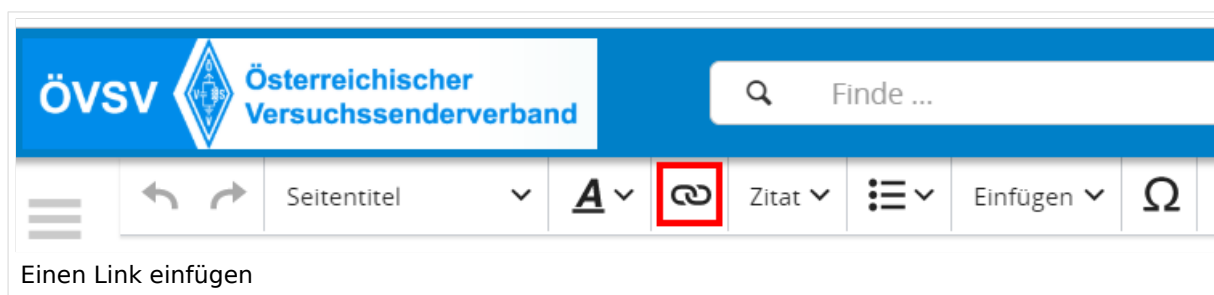 ÖVSV
Österreichischer
Versuchssenderverband
Finde ...
Seitentitel A Zitat Einfügen Ω
Einen Link einfügen